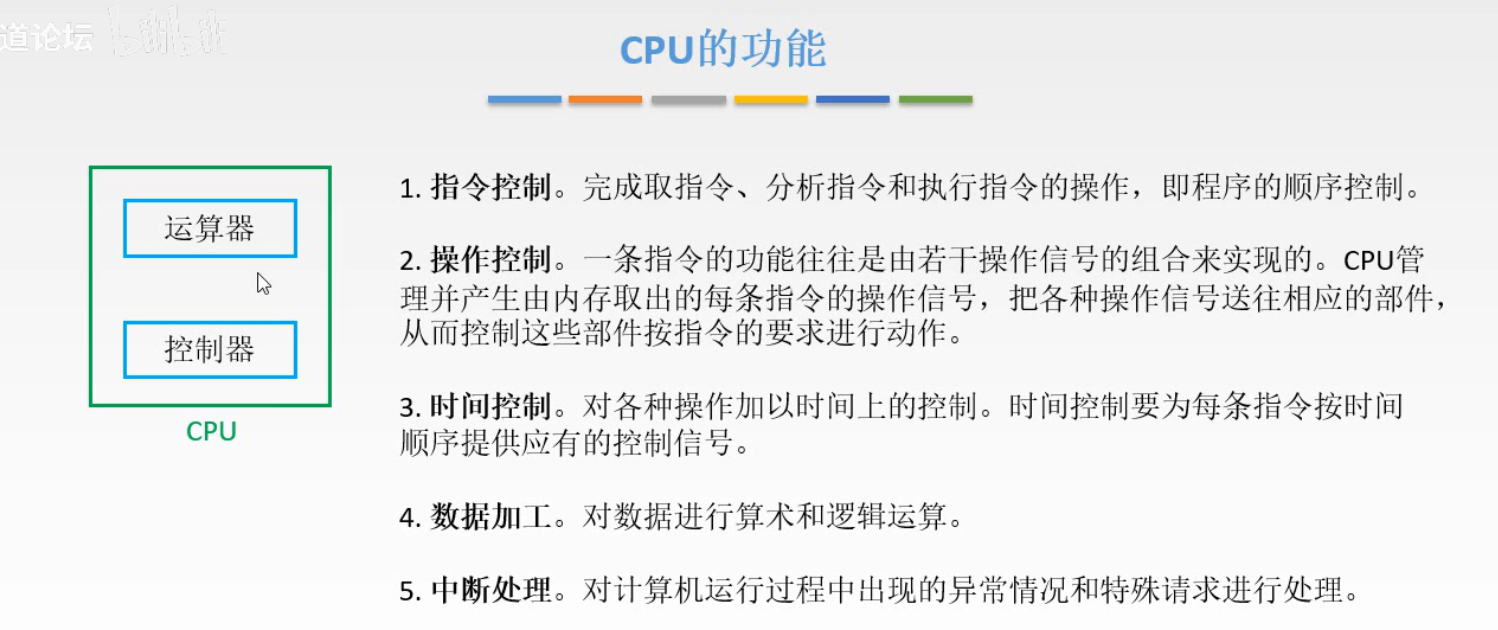 道论坛 bilibili
CPU的功能
运算器
控制器
CPU
1. 指令控制。完成取指令、分析指令和执行指令的操作，即程序的顺序控制。
2. 操作控制。一条指令的功能往往是由若干操作信号的组合来实现的。CPU管
理并产生由内存取出的每条指令的操作信号，把各种操作信号送往相应的部件，
从而控制这些部件按指令的要求进行动作。
3. 时间控制。对各种操作加以时间上的控制。时间控制要为每条指令按时间
顺序提供应有的控制信号。
4. 数据加工。对数据进行算术和逻辑运算。
5. 中断处理。对计算机运行过程中出现的异常情况和特殊请求进行处理。